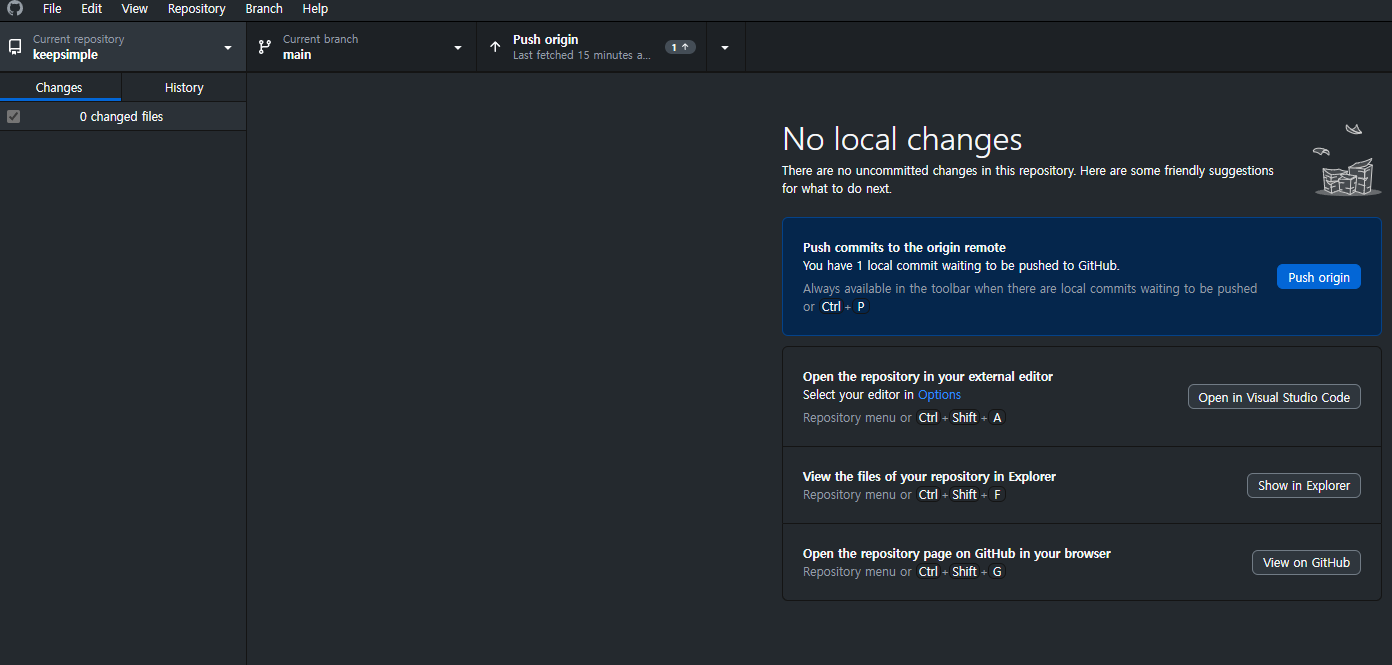 File Edit View Repository Branch Help
Current repository
keepsimple
Current branch
main
Push origin
Last fetched 15 minutes a...
1
Changes
History
0 changed files
No local changes
There are no uncommitted changes in this repository. Here are some friendly suggestions
for what to do next.
Push commits to the origin remote
You have 1 local commit waiting to be pushed to GitHub.
Always available in the toolbar when there are local commits waiting to be pushed
or Ctrl + P
Push origin
Open the repository in your external editor
Select your editor in Options
Repository menu or Ctrl + Shift + A
Open in Visual Studio Code
View the files of your repository in Explorer
Repository menu or Ctrl + Shift + F
Show in Explorer
Open the repository page on GitHub in your browser
Repository menu or Ctrl + Shift + G
View on GitHub